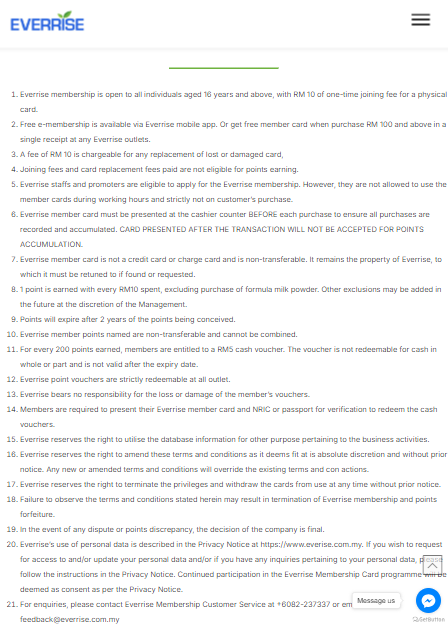 EVERRISE
1. Everrise membership is open to all individuals aged 16 years and above, with RM 10 of one-time joining fee for a physical
card.
2. Free e-membership is available via Everrise mobile app. Or get free member card when purchase RM 100 and above in a
single receipt at any Everrise outlets.
3. A fee of RM 10 is chargeable for any replacement of lost or damaged card,
4. Joining fees and card replacement fees paid are not eligible for points earning.
5. Everrise staffs and promoters are eligible to apply for the Everrise membership. However, they are not allowed to use the
member cards during working hours and strictly not on customer's purchase.
6. Everrise member card must be presented at the cashier counter BEFORE each purchase to ensure all purchases are
recorded and accumulated. CARD PRESENTED AFTER THE TRANSACTION WILL NOT BE ACCEPTED FOR POINTS
ACCUMULATION.
7. Everrise member card is not a credit card or charge card and is non-transferable. It remains the property of Everrise, to
which it must be retuned to if found or requested.
8. 1 point is earned with every RM10 spent, excluding purchase of formula milk powder. Other exclusions may be added in
the future at the discretion of the Management.
9. Points will expire after 2 years of the points being conceived.
10. Everrise member points named are non-transferable and cannot be combined.
11. For every 200 points earned, members are entitled to a RM5 cash voucher. The voucher is not redeemable for cash in
whole or part and is not valid after the expiry date.
12. Everrise point vouchers are strictly redeemable at all outlet.
13. Everrise bears no responsibility for the loss or damage of the member's vouchers.
14. Members are required to present their Everrise member card and NRIC or passport for verification to redeem the cash
vouchers.
15. Everrise reserves the right to utilise the database information for other purpose pertaining to the business activities.
16. Everrise reserves the right to amend these terms and conditions as it deems fit at is absolute discretion and without prior
notice. Any new or amended terms and conditions will override the existing terms and con actions.
17. Everrise reserves the right to terminate the privileges and withdraw the cards from use at any time without prior notice.
18. Failure to observe the terms and conditions stated herein may result in termination of Everrise membership and points
forfeiture.
19. In the event of any dispute or points discrepancy, the decision of the company is final.
20. Everrise's use of personal data is described in the Privacy Notice at https://www.everise.com.my. If you wish to request
for access to and/or update your personal data and/or if you have any inquiries pertaining to your personal data, please
follow the instructions in the Privacy Notice. Continued participation in the Everrise Membership Card programme will be
deemed as consent as per the Privacy Notice.
21. For enquiries, please contact Everrise Membership Customer Service at +6082-237337 or em
feedback@everrise.com.my
Message us
GetButton